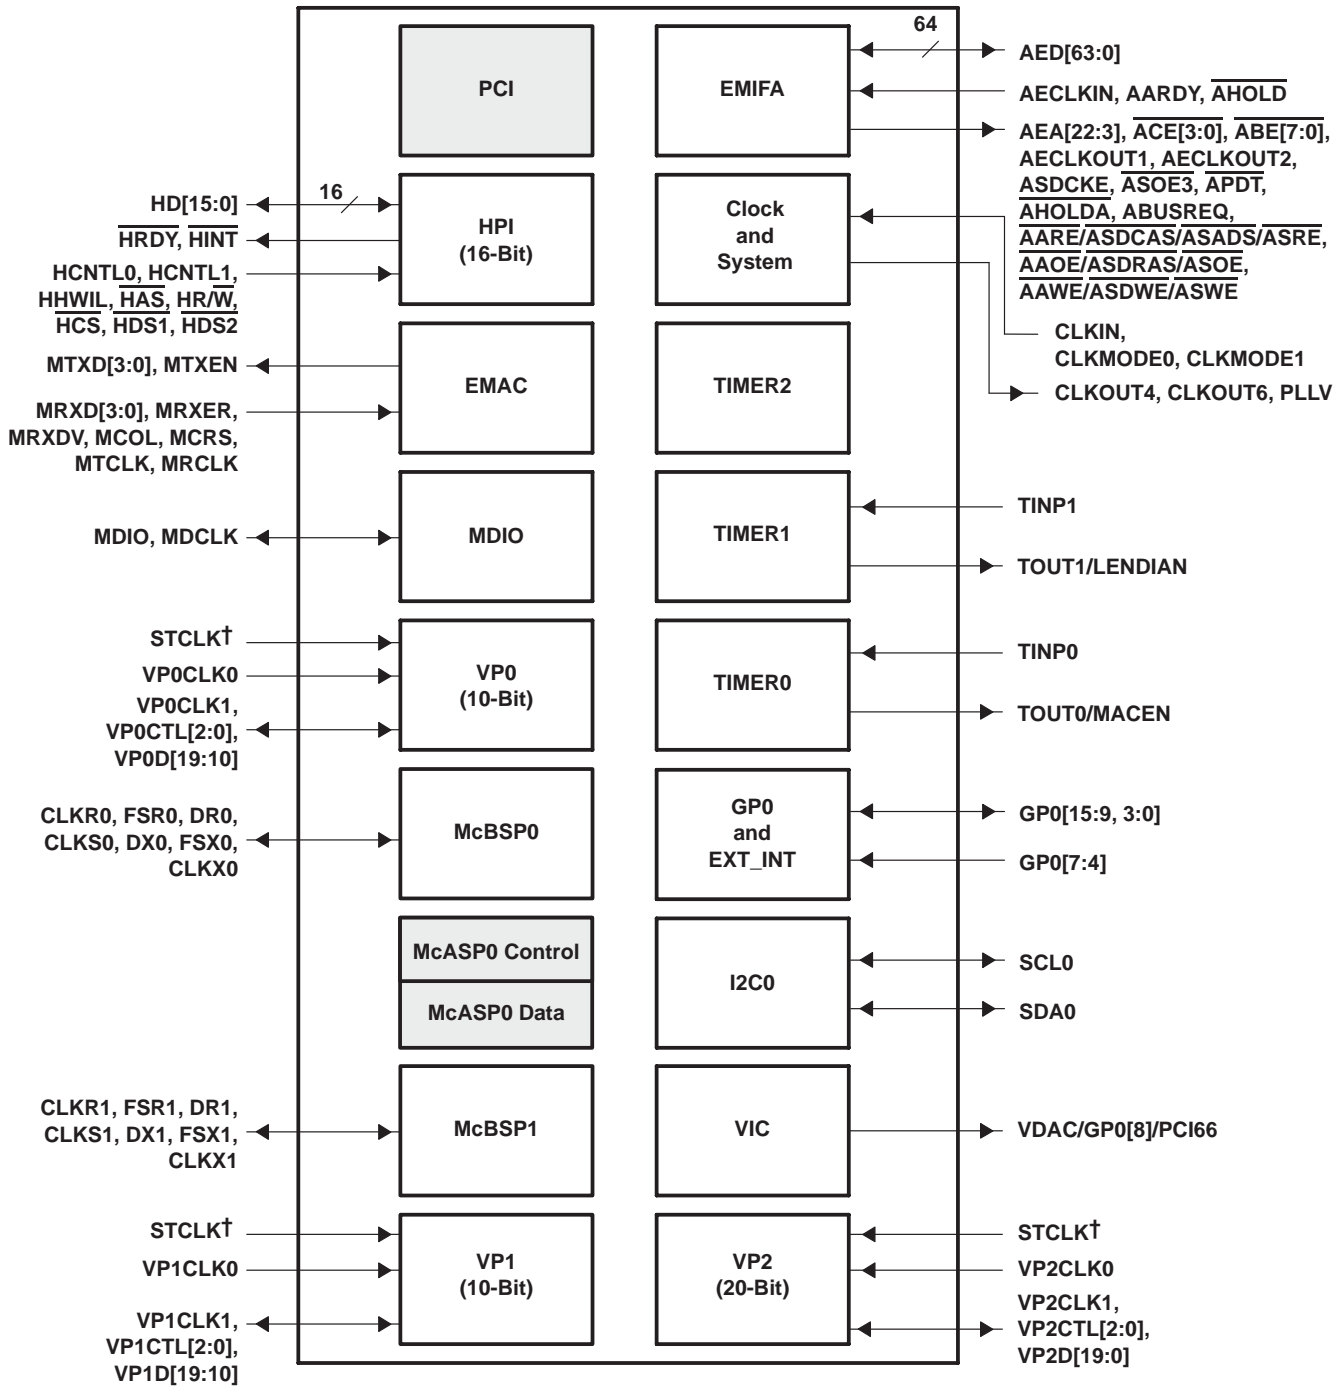 64
PCI
EMIFA
AED[63:0]
AECLKIN, AARDY, AHOLD
AEA[22:3], ACE[3:0], ABE[7:0],
AECLKOUT1, AECLKOUT2,
ASDCKE, ASOE3, APDT,
AHOLDA, ABUSREQ,
AARE/ASDCAS/ASADS/ASRE,
AAOE/ASDRAS/ASOE,
AAWE/ASDWE/ASWE
HD[15:0]
16
HRDY, HINT
HCNTL0, HCNTL1,
HHWIL, HAS, HR/W,
HCS, HDS1, HDS2
HPI
(16-Bit)
Clock
and
System
CLKIN,
CLKMODE0, CLKMODE1
CLKOUT4, CLKOUT6, PLLV
MTXD[3:0], MTXEN
MRXD[3:0], MRXER,
MRXDV, MCOL, MCRS,
MTCLK, MRCLK
EMAC
TIMER2
MDIO, MDCLK
MDIO
TIMER1
TINP1
TOUT1/LENDIAN
STCLK†
VP0CLK0
VP0CLK1,
VP0CTL[2:0],
VP0D[19:10]
VP0
(10-Bit)
TIMER0
TINP0
TOUT0/MACEN
CLKR0, FSR0, DR0,
CLKS0, DX0, FSX0,
CLKX0
McBSP0
GP0
and
EXT_INT
GP0[15:9, 3:0]
GP0[7:4]
McASP0 Control
McASP0 Data
I2C0
SCL0
SDA0
CLKR1, FSR1, DR1,
CLKS1, DX1, FSX1,
CLKX1
McBSP1
VIC
VDAC/GP0[8]/PCI66
STCLK†
VP1CLK0
VP1CLK1,
VP1CTL[2:0],
VP1D[19:10]
VP1
(10-Bit)
VP2
(20-Bit)
STCLK†
VP2CLK0
VP2CLK1,
VP2CTL[2:0],
VP2D[19:0]